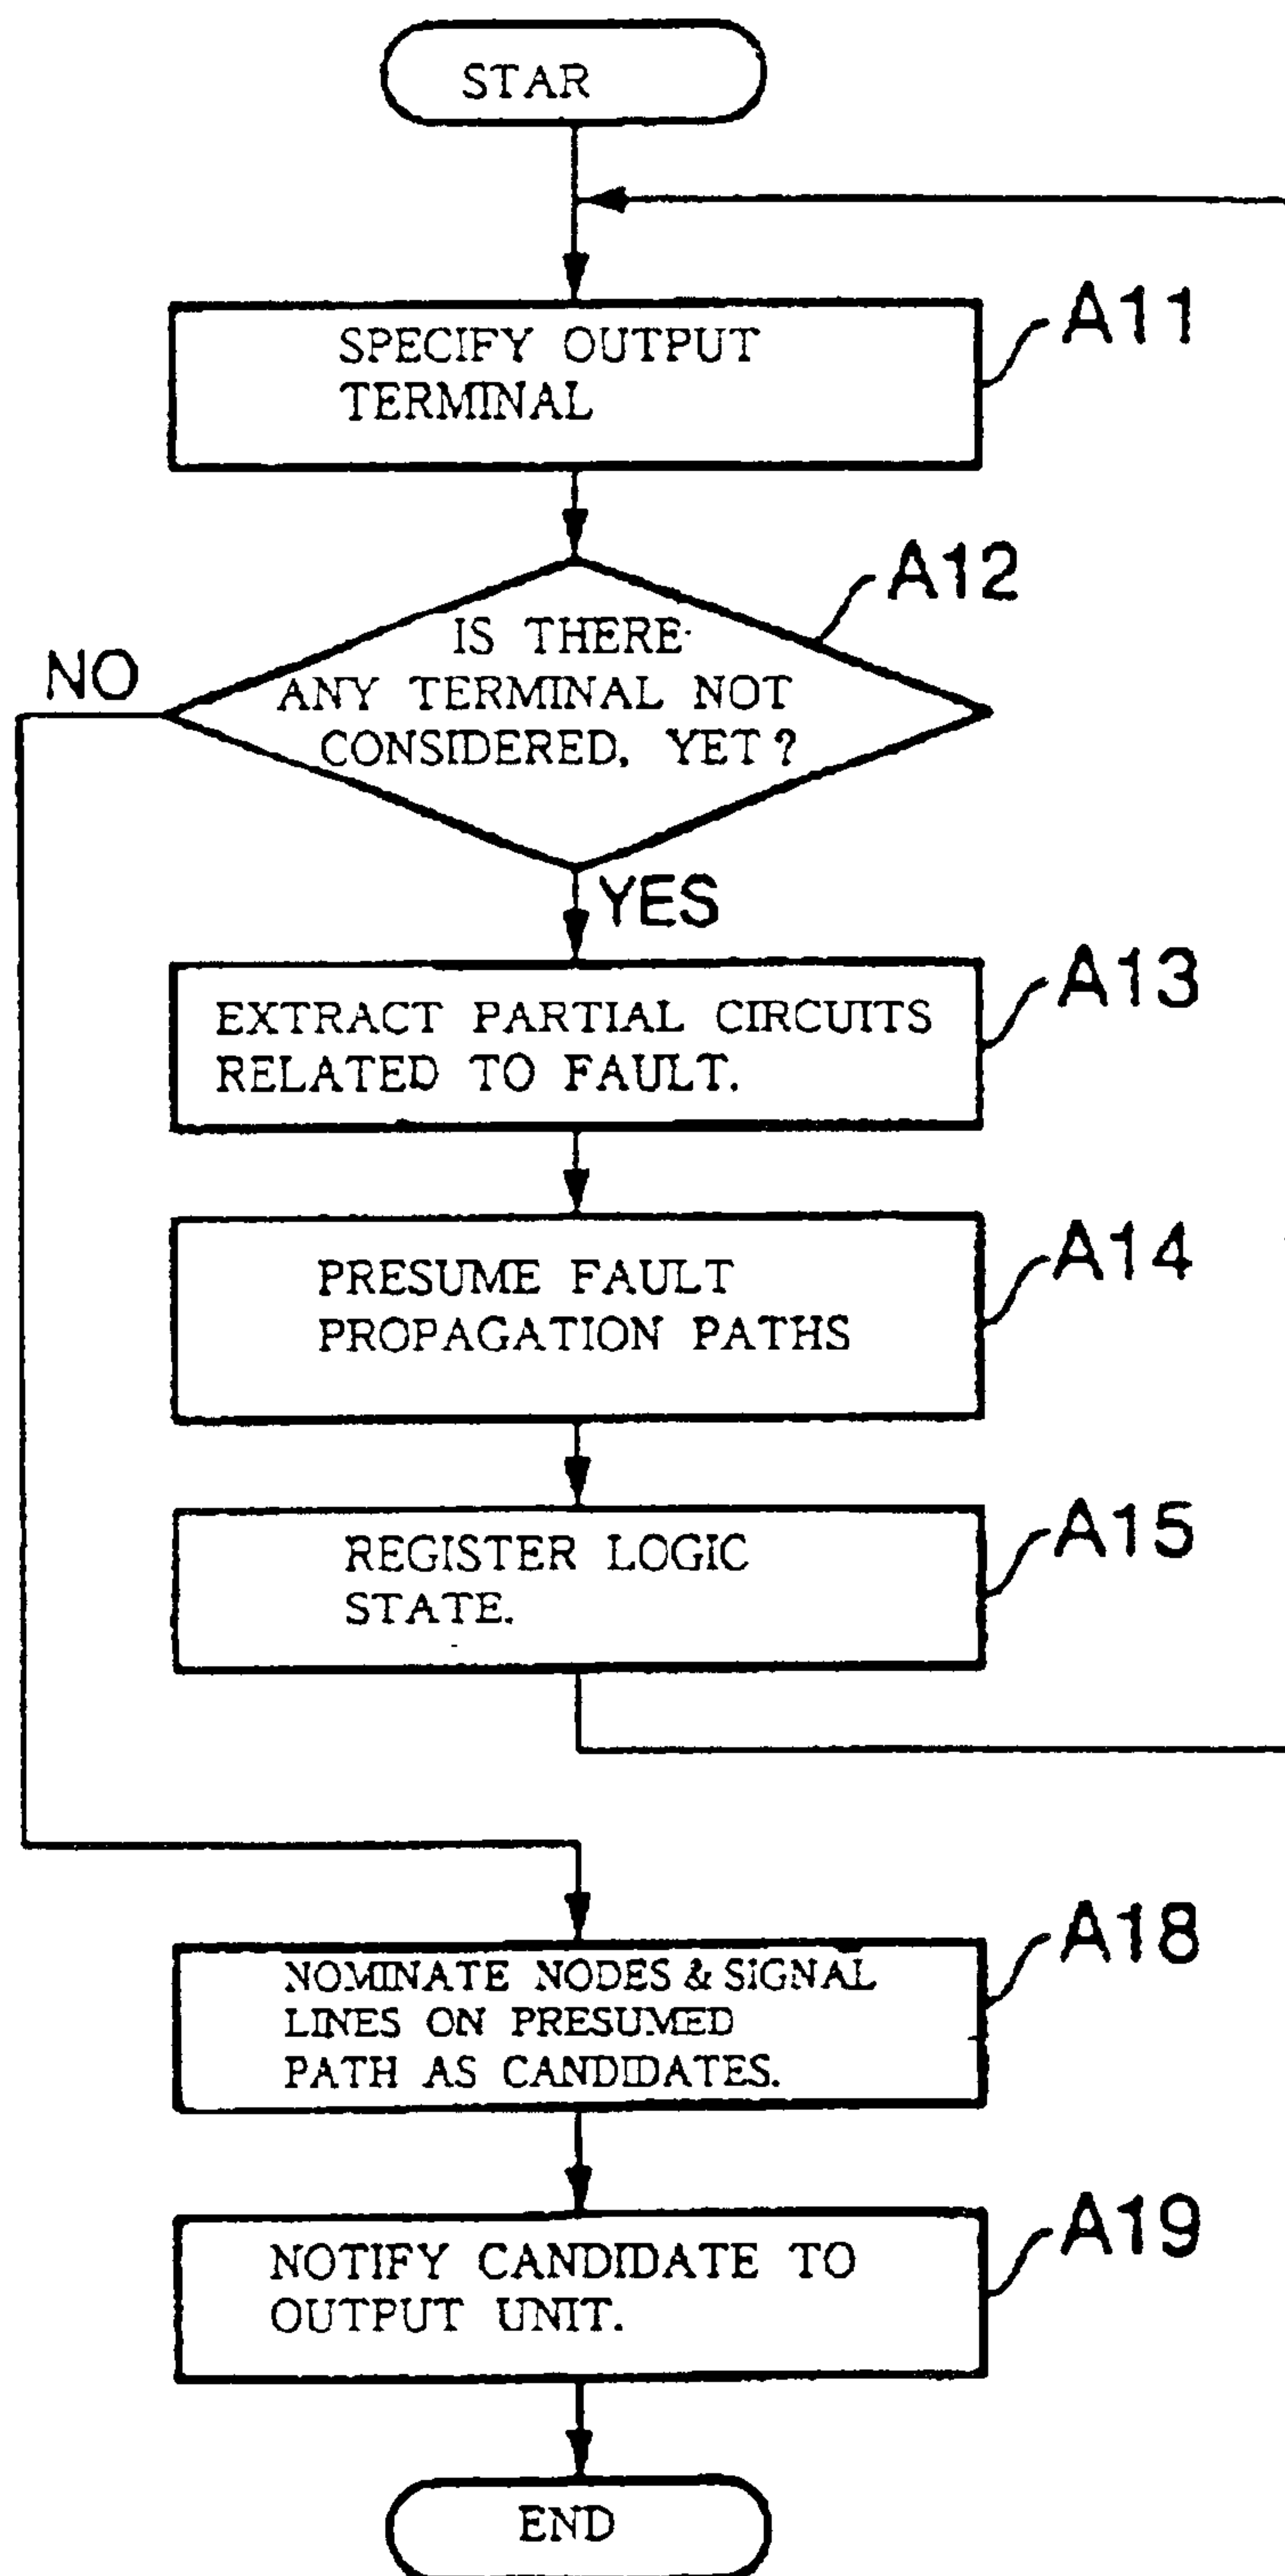 STAR
SPECIFY OUTPUT
TERMINAL
A11
A12
IS THERE
ANY TERMINAL NOT
CONSIDERED, YET?
NO
YES
EXTRACT PARTIAL CIRCUITS
RELATED TO FAULT.
A13
PRESUME FAULT
PROPAGATION PATHS
A14
REGISTER LOGIC
STATE.
A15
NOMINATE NODES & SIGNAL
LINES ON PRESUMED
PATH AS CANDIDATES.
A18
NOTIFY CANDIDATE TO
OUTPUT UNIT.
A19
END